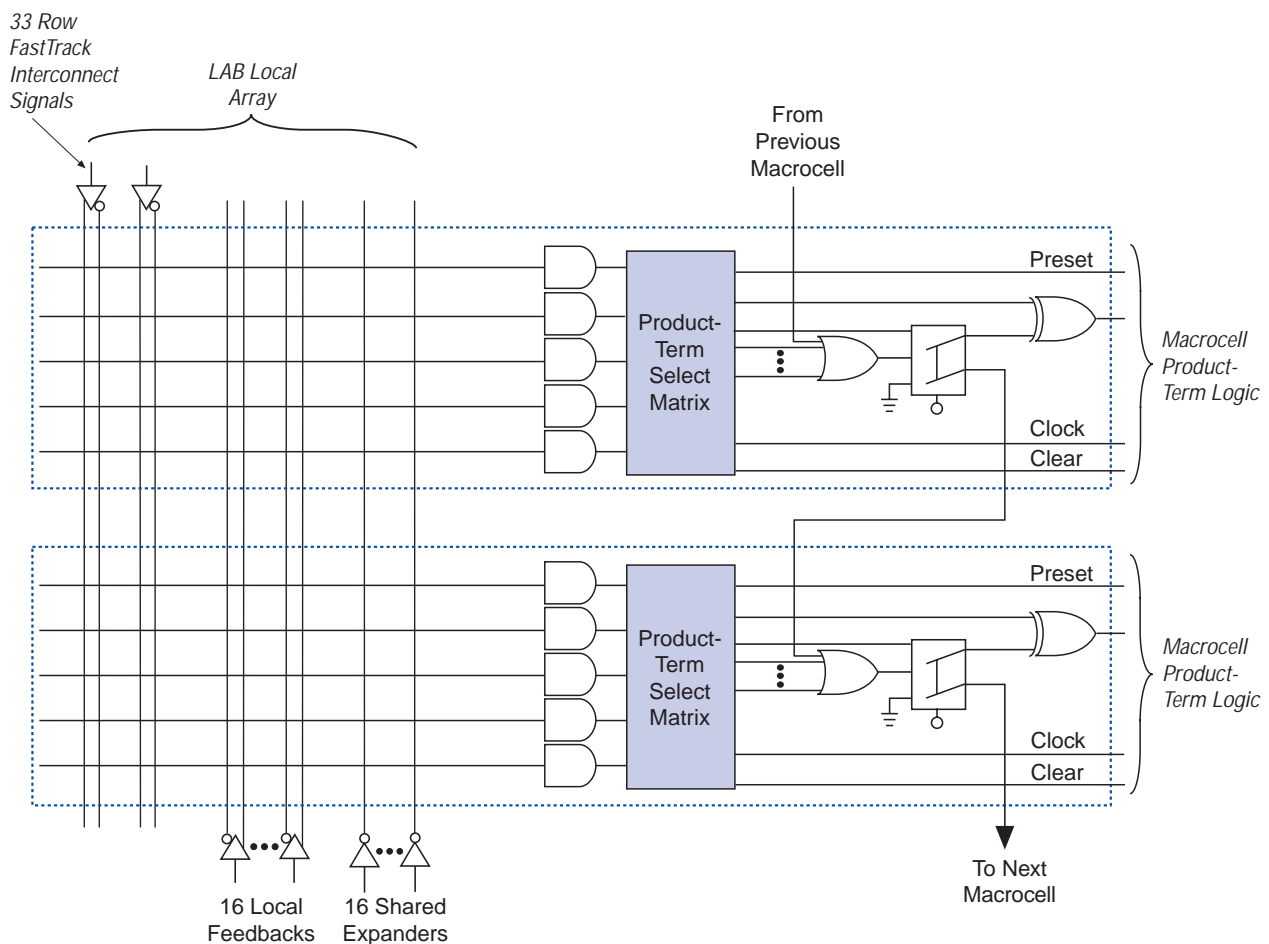 33 Row
FastTrack
Interconnect
Signals
LAB Local
Array
From
Previous
Macrocell
Preset
Product-
Term
Select
Matrix
Clock
Clear
Macrocell
Product-
Term Logic
Preset
Product-
Term
Select
Matrix
Clock
Clear
Macrocell
Product-
Term Logic
16 Local
Feedbacks
16 Shared
Expanders
To Next
Macrocell